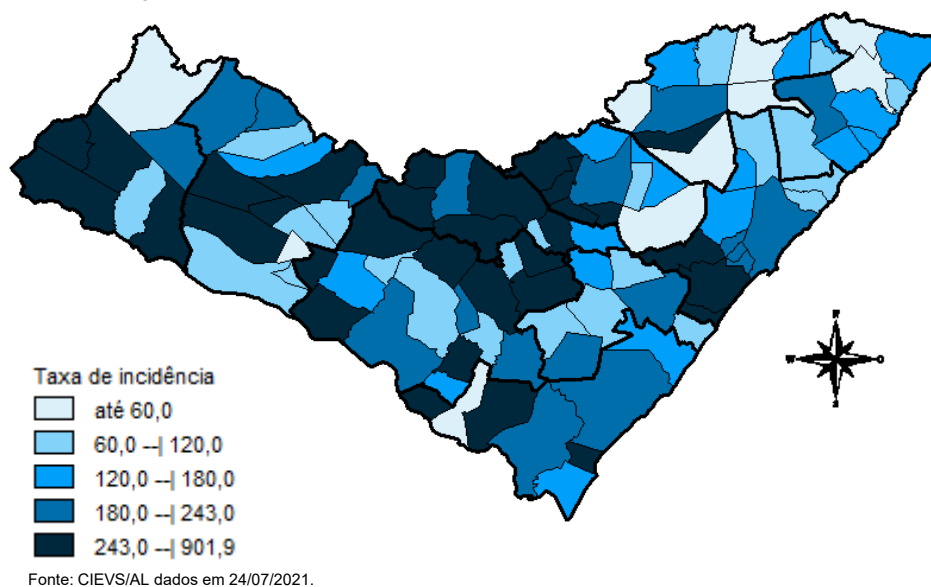 Taxa de incidência
até 60,0
60,0 --| 120,0
120,0 --| 180,0
180,0 --| 243,0
243,0 --| 901,9
W
O
Fonte: CIEVS/AL dados em 24/07/2021.